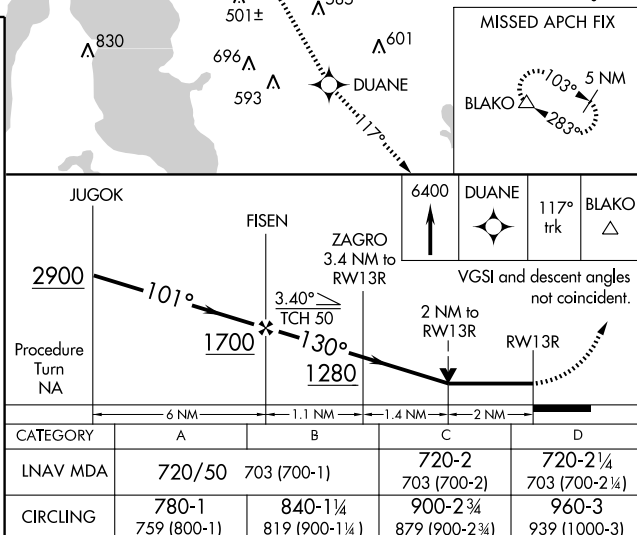 501±
830
601
696
593
DUANE
117°
MISSED APCH FIX
103°
5 NM
BLAKO
283°
JUGOK
FISEN
ZAGRO
3.4 NM to
RW13R
6400
DUANE
117°
trk
BLAKO
VGSI and descent angles
not coincident.
2900
101°
3.40°
TCH 50
2 NM to
RW13R
RW13R
1700
130°
1280
Procedure
Turn
NA
6 NM
1.1 NM
1.4 NM
2 NM
CATEGORY A B C D
LNAV MDA 720/50 703 (700-1) 720-2 720-2¼
703 (700-2) 703 (700-2¼)
CIRCLING 780-1 840-1¼ 900-2¾ 960-3
759 (800-1) 819 (900-1¼) 879 (900-2¾) 939 (1000-3)